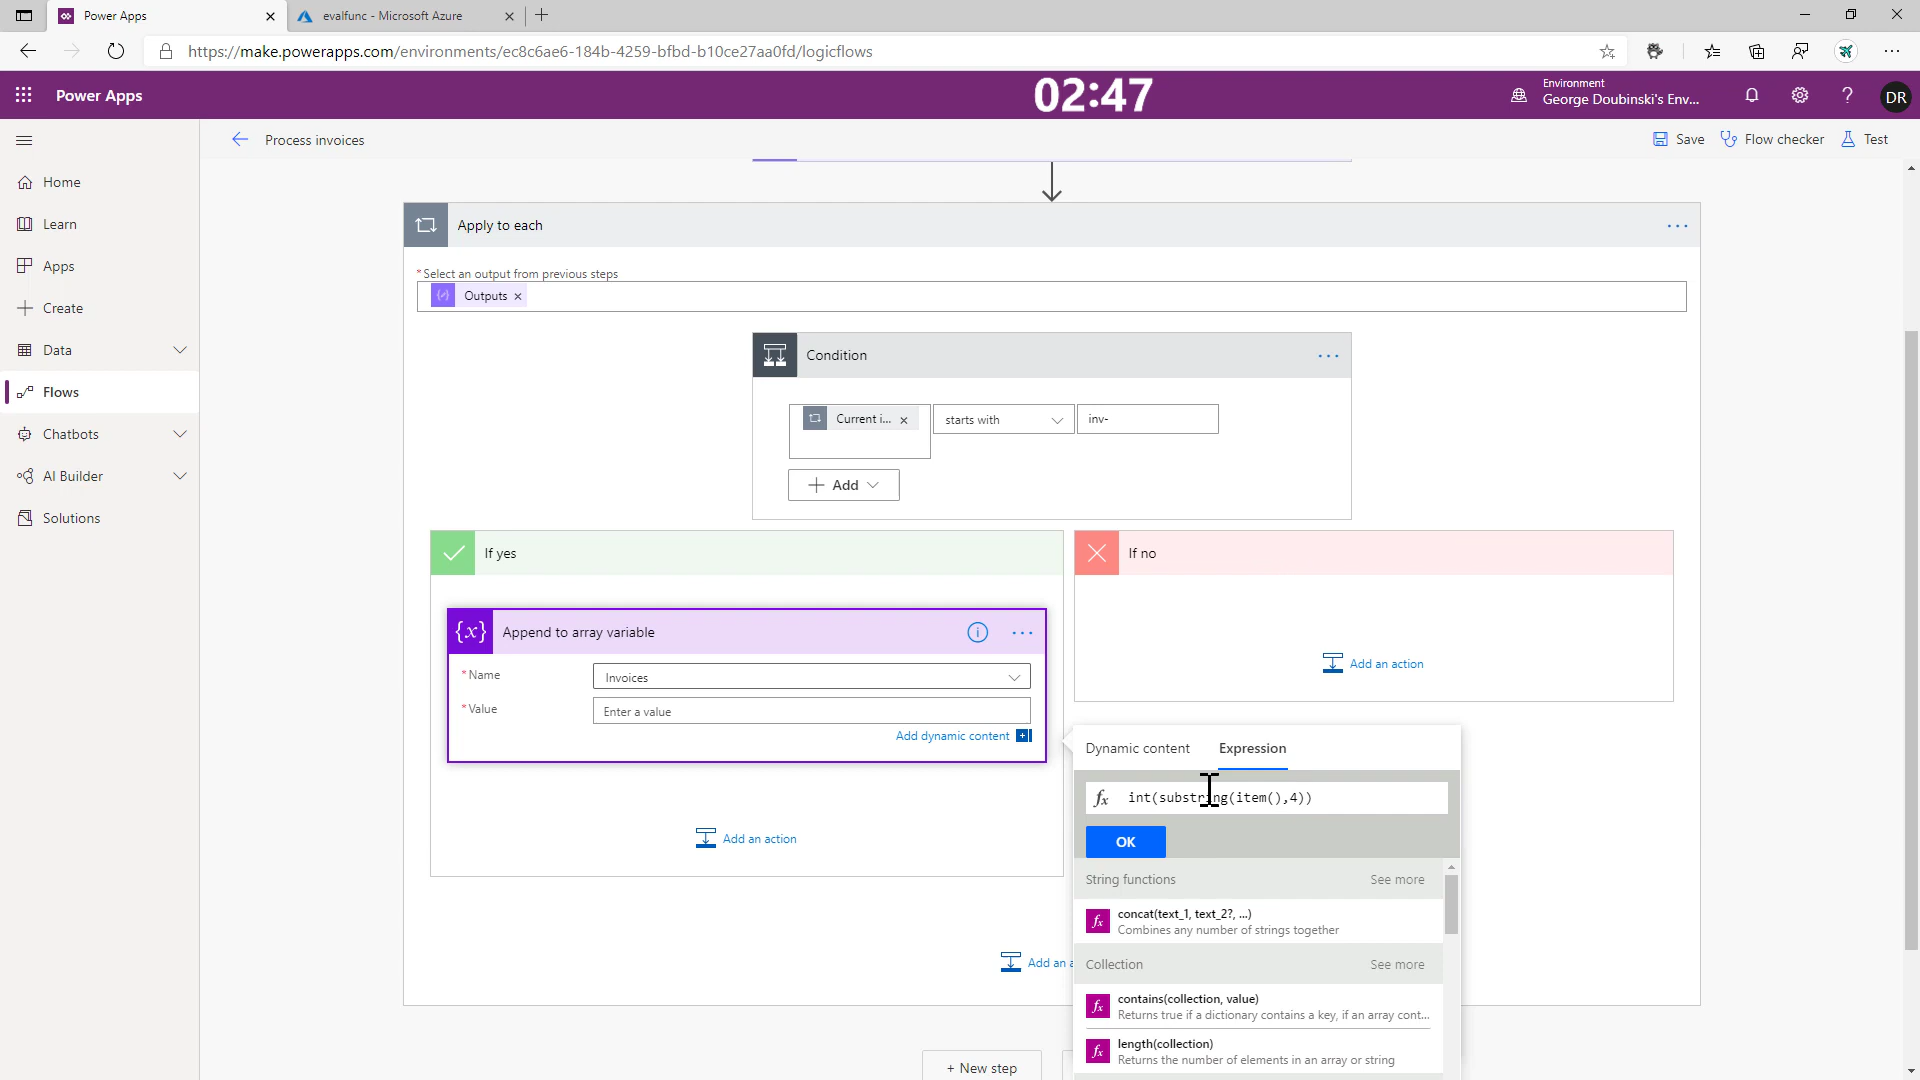 Power Apps
evalfunc - Microsoft Azure
https://make.powerapps.com/environments/ec8c6ae6-184b-4259-bfbd-b10ce27aa0fd/logicflows
Power Apps
02:47
Environment
George Doubinski's Env...
?
DR
Process invoices
Save
Flow checker
Test
Home
Learn
Apps
Create
Data
Flows
Chatbots
AI Builder
Solutions
Apply to each
...
* Select an output from previous steps
Outputs ×
Condition
...
Current i... ×
starts with
inv-
+ Add
If yes
If no
{x} Append to array variable
...
* Name
Invoices
* Value
Enter a value
Add dynamic content
Add an action
Add an action
Add an a
Dynamic content
Expression
fx int(substring(item(),4))
OK
String functions
See more
fx concat(text_1, text_2?, ...)
Combines any number of strings together
Collection
See more
fx contains(collection, value)
Returns true if a dictionary contains a key, if an array cont...
fx length(collection)
Returns the number of elements in an array or string
+ New step